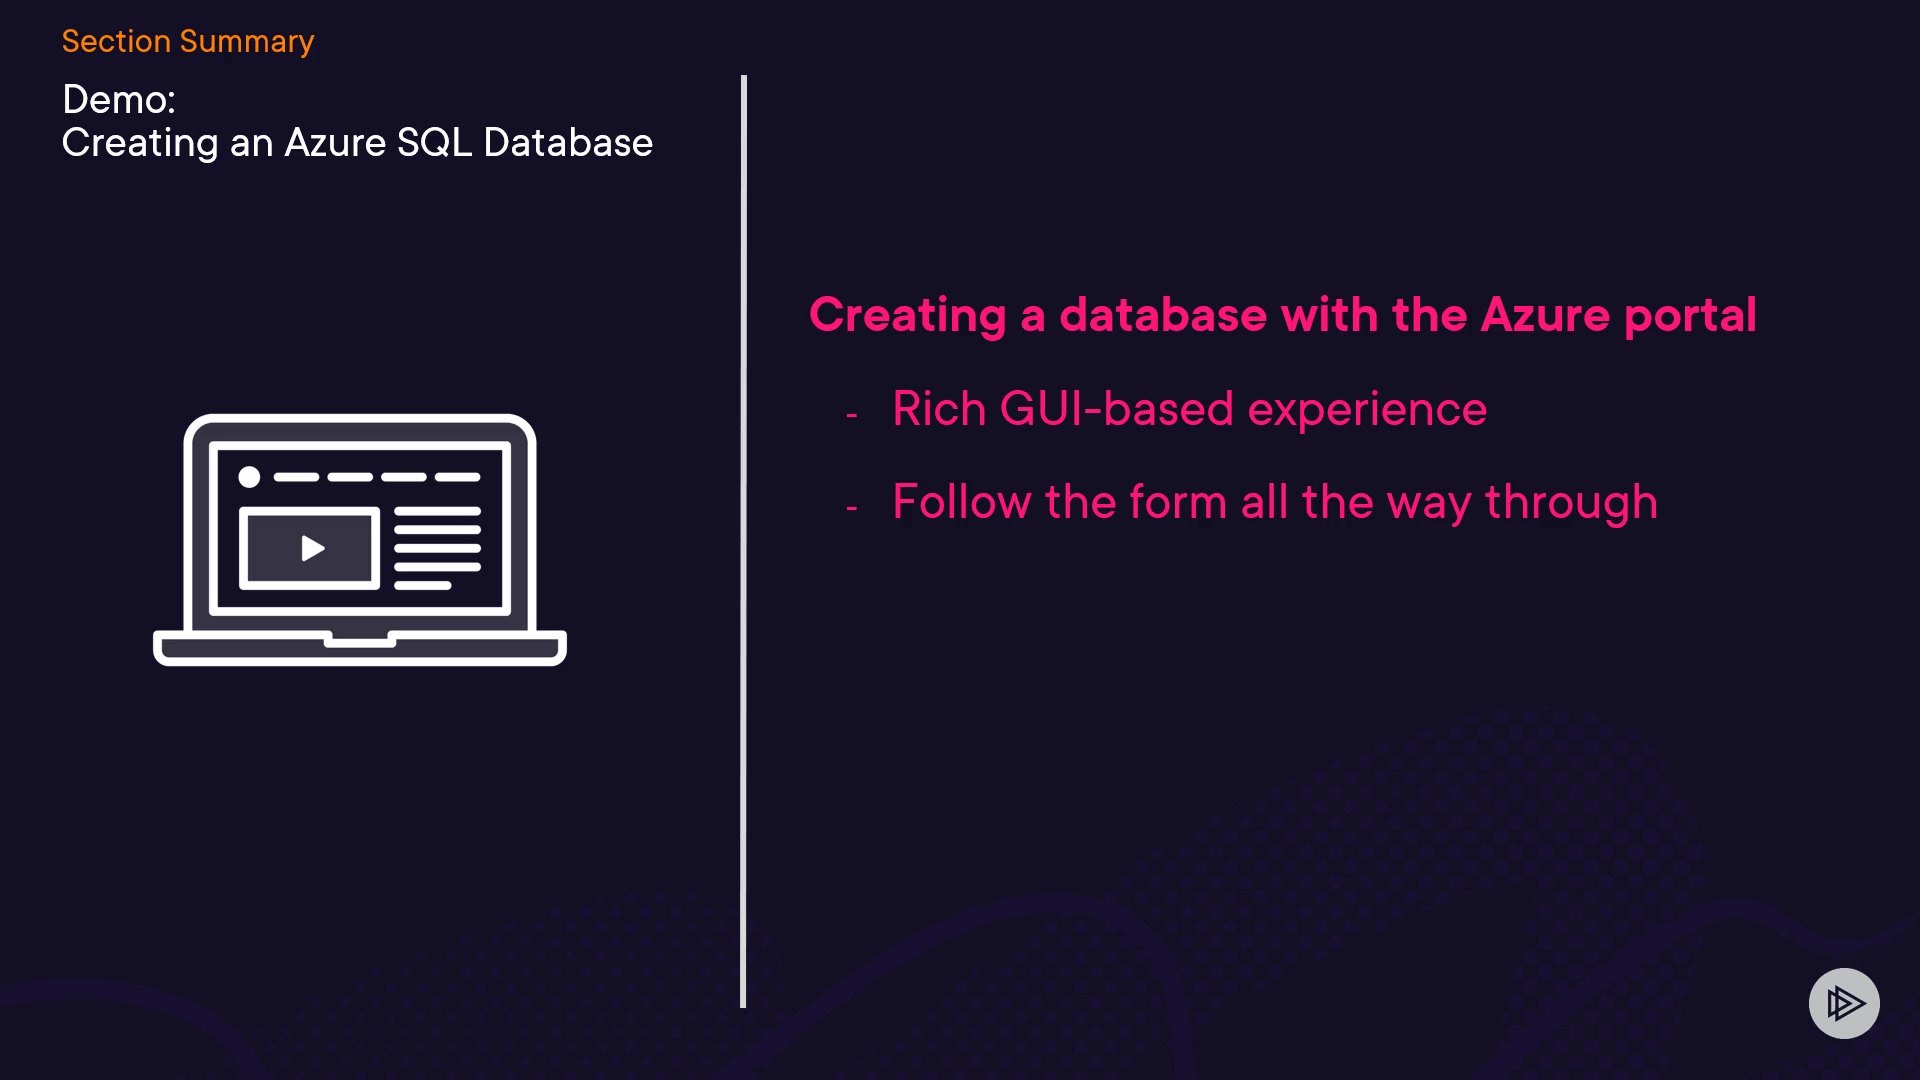 Section Summary
Demo:
Creating an Azure SQL Database
Creating a database with the Azure portal
- Rich GUI-based experience
- Follow the form all the way through